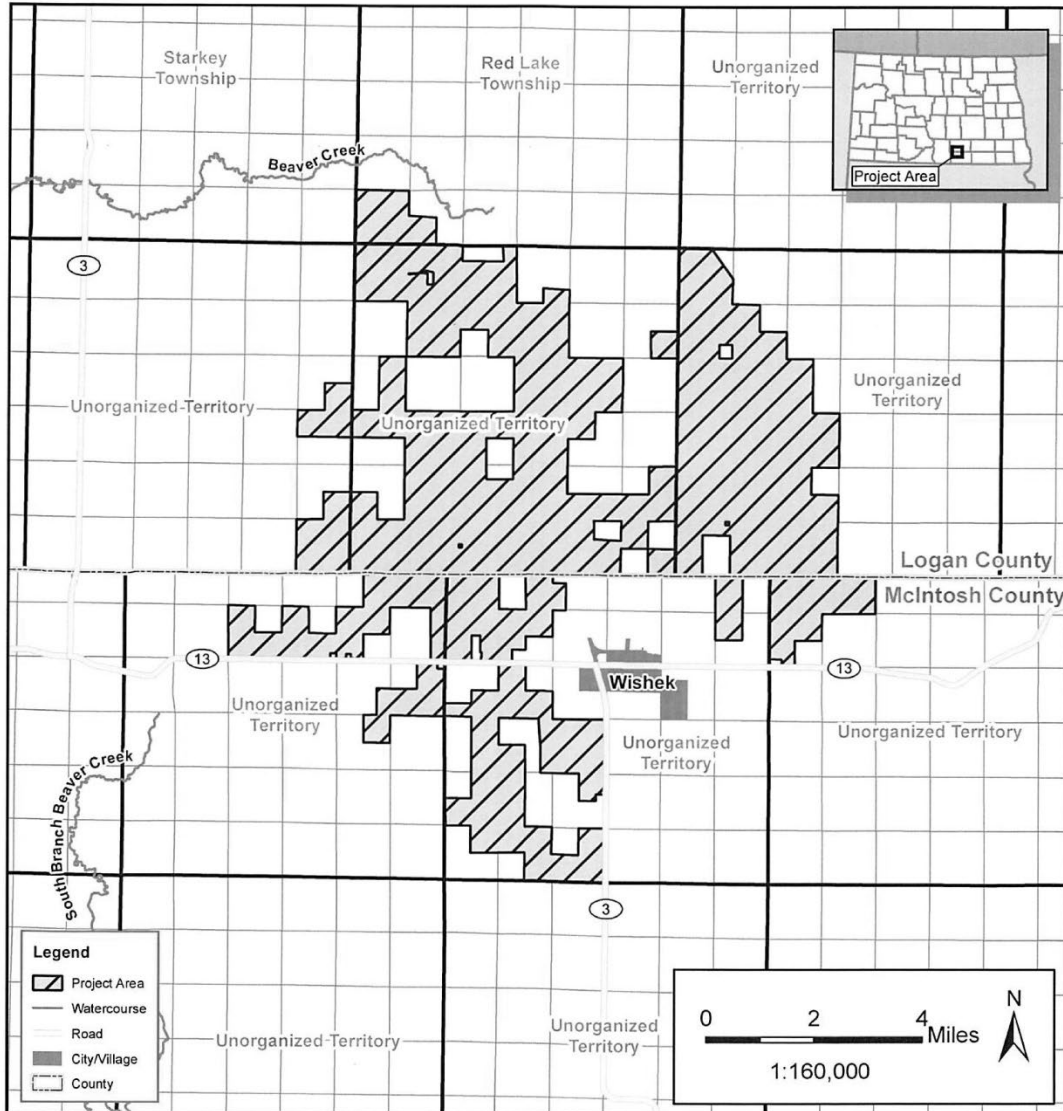 Starkey
Township
Red Lake
Township
Unorganized
Territory
Project Area
Beaver Creek
3
Unorganized Territory
Unorganized Territory
Unorganized
Territory
Logan County
McIntosh County
13
Wishek
13
Unorganized
Territory
Unorganized
Territory
Unorganized Territory
South Branch Beaver Creek
3
Legend
Project Area
Watercourse
Road
City/Village
County
Unorganized Territory
Unorganized
Territory
0 2 4 Miles
1:160,000
N